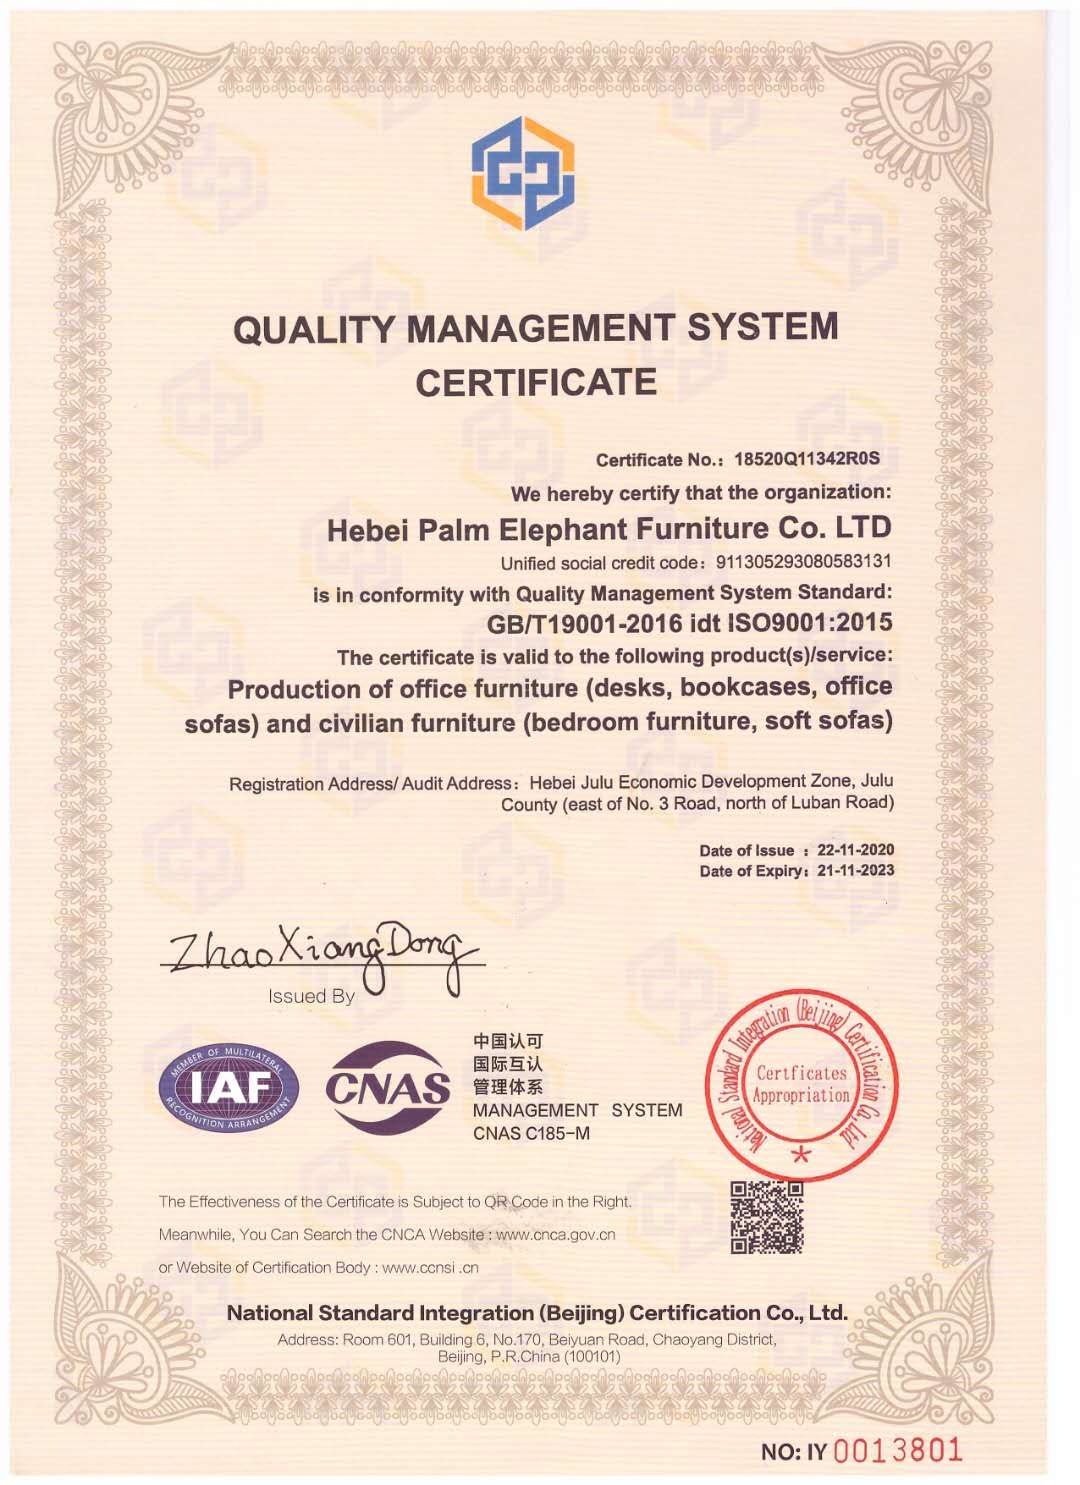 QUALITY MANAGEMENT SYSTEM
CERTIFICATE
Certificate No.: 18520Q11342R0S
We hereby certify that the organization:
Hebei Palm Elephant Furniture Co. LTD
Unified social credit code: 911305293080583131
is in conformity with Quality Management System Standard:
GB/T19001-2016 idt ISO9001:2015
The certificate is valid to the following product(s)/service:
Production of office furniture (desks, bookcases, office
sofas) and civilian furniture (bedroom furniture, soft sofas)
Registration Address/ Audit Address: Hebei Julu Economic Development Zone, Julu
County (east of No. 3 Road, north of Luban Road)
Date of Issue : 22-11-2020
Date of Expiry: 21-11-2023
ZhaoXiangDong
Issued By
MEMBER OF MULTILATERAL
IAF
RECOGNITION ARRANGEMENT
CNAS
中国认可
国际互认
管理体系
MANAGEMENT SYSTEM
CNAS C185-M
National Standard Integration (Beijing) Certification Co.,Ltd
Certficates
Appropriation
The Effectiveness of the Certificate is Subject to QR Code in the Right.
Meanwhile, You Can Search the CNCA Website : www.cnca.gov.cn
or Website of Certification Body : www.ccnsi .cn
National Standard Integration (Beijing) Certification Co., Ltd.
Address: Room 601, Building 6, No.170, Beiyuan Road, Chaoyang District,
Beijing, P.R.China (100101)
NO: IY 0013801